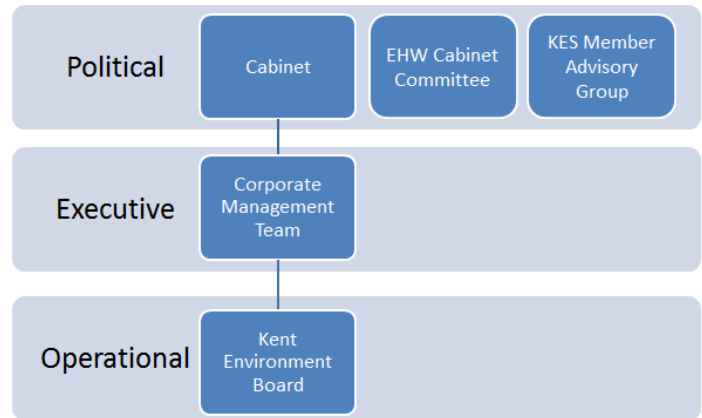 Political
Cabinet
EHW Cabinet
Committee
KES Member
Advisory
Group
Executive
Corporate
Management
Team
Operational
Kent
Environment
Board